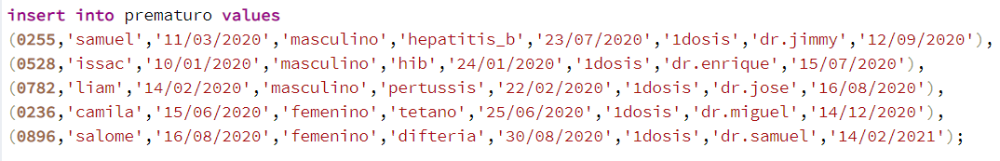 insert into prematuro values
(0255,'samuel','11/03/2020','masculino','hepatitis_b','23/07/2020','1dosis','dr.jimmy','12/09/2020'),
(0528,'issac','10/01/2020','masculino','hib','24/01/2020','1dosis','dr.enrique','15/07/2020'),
(0782,'liam','14/02/2020','masculino','pertussis','22/02/2020','1dosis','dr.jose','16/08/2020'),
(0236,'camila','15/06/2020','femenino','tetano','25/06/2020','1dosis','dr.miguel','14/12/2020'),
(0896,'salome','16/08/2020','femenino','difteria','30/08/2020','1dosis','dr.samuel','14/02/2021');